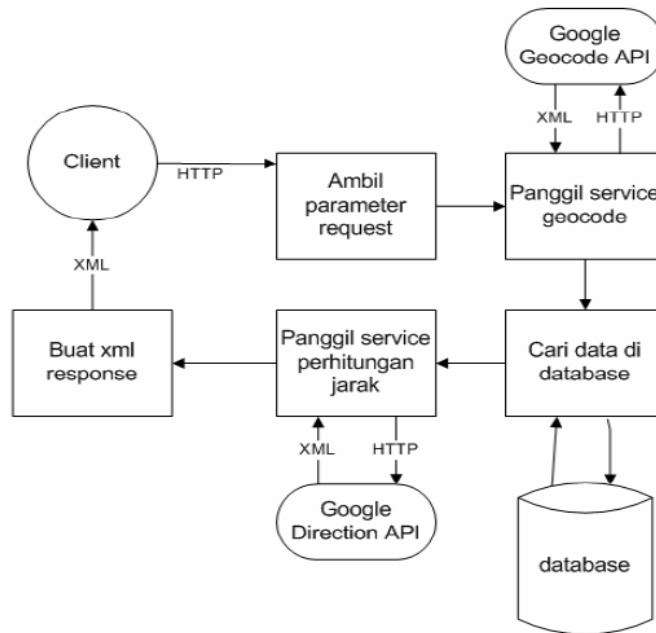 Google
Geocode API
XML
HTTP
Client
HTTP
Ambil
parameter
request
Panggil service
geocode
XML
Buat xml
response
Panggil service
perhitungan
jarak
Cari data di
database
XML
HTTP
Google
Direction API
database